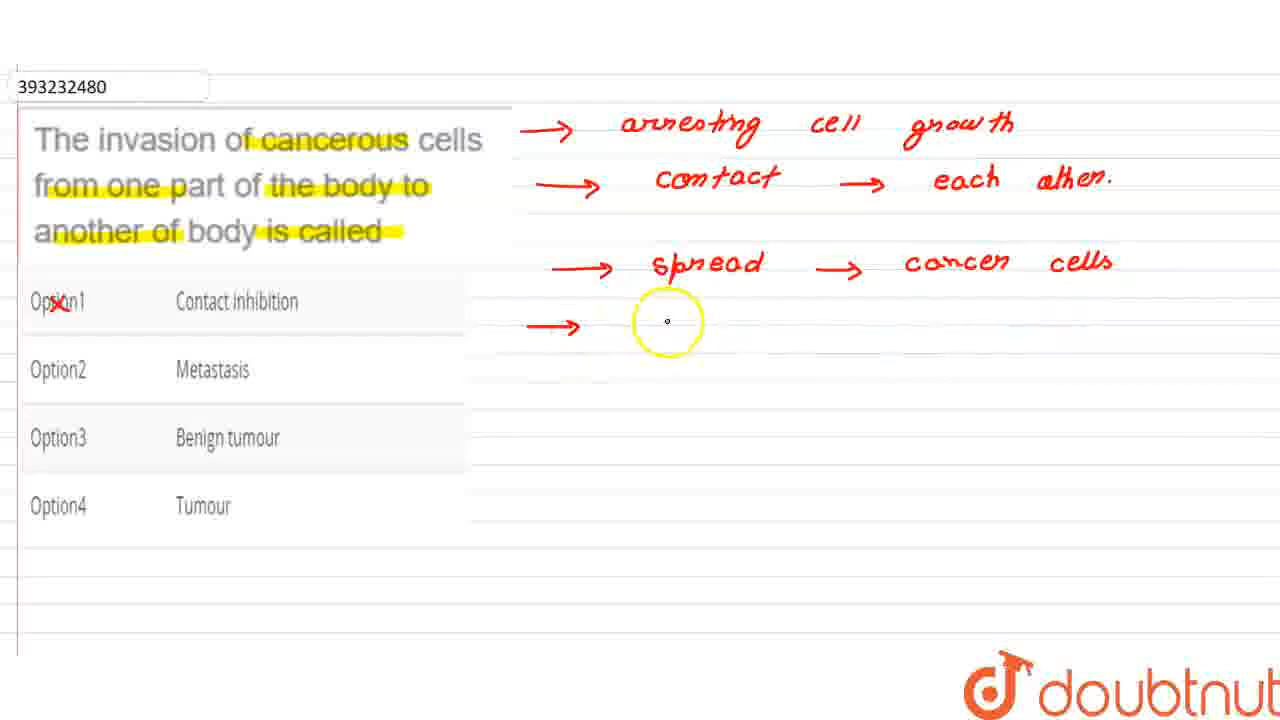 393232480
The invasion of cancerous cells
from one part of the body to
another of body is called
→ arresting cell growth
→ contact → each other.
→ spread → cancer cells
→
Option1 Contact inhibition
Option2 Metastasis
Option3 Benign tumour
Option4 Tumour
doubtnut